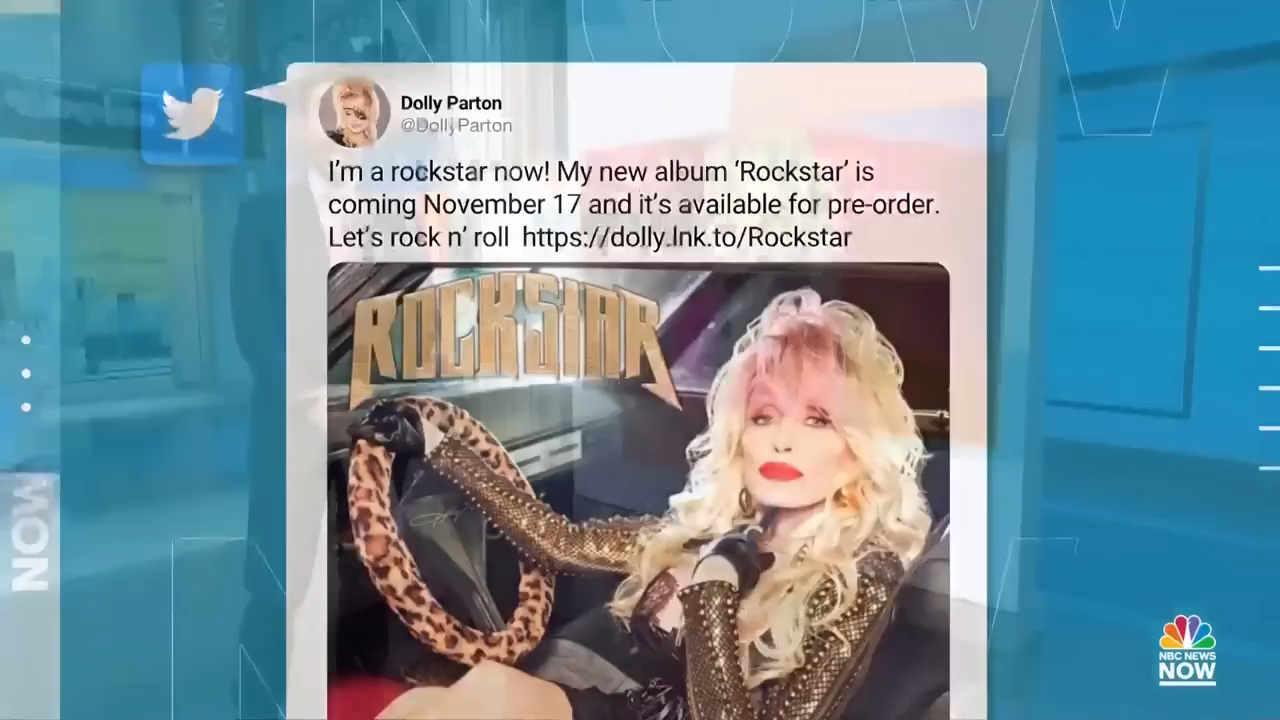 Dolly Parton
@DollyParton
I'm a rockstar now! My new album 'Rockstar' is
coming November 17 and it's available for pre-order.
Let's rock n' roll https://dolly.lnk.to/Rockstar
ROCKSTAR
NOW
NBC NEWS
NOW